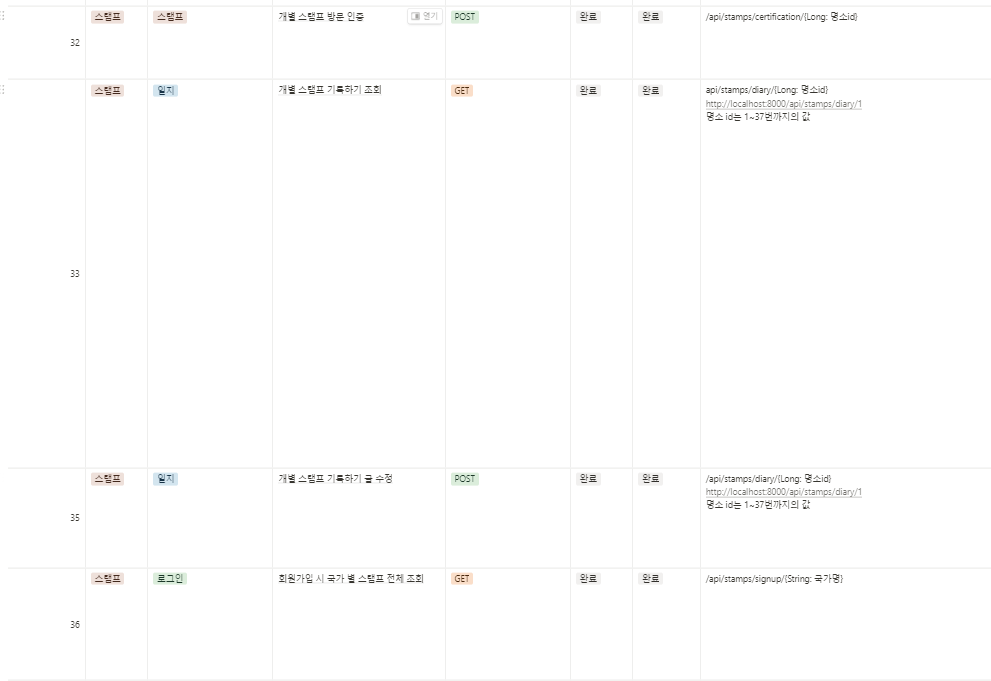 스탬프 스탬프 개별 스탬프 방문 인증 열기 POST 완료 완료 /api/stamps/certification/{Long: 명소id}
32
스탬프 일지 개별 스탬프 기록하기 조회 GET 완료 완료 api/stamps/diary/{Long: 명소id}
http://localhost:8000/api/stamps/diary/1
명소 id는 1~37번까지의 값
33
스탬프 일지 개별 스탬프 기록하기 글 수정 POST 완료 완료 /api/stamps/diary/{Long: 명소id}
http://localhost:8000/api/stamps/diary/1
명소 id는 1~37번까지의 값
35
스탬프 로그인 회원가입 시 국가 별 스탬프 전체 조회 GET 완료 완료 /api/stamps/signup/{String: 국가명}
36